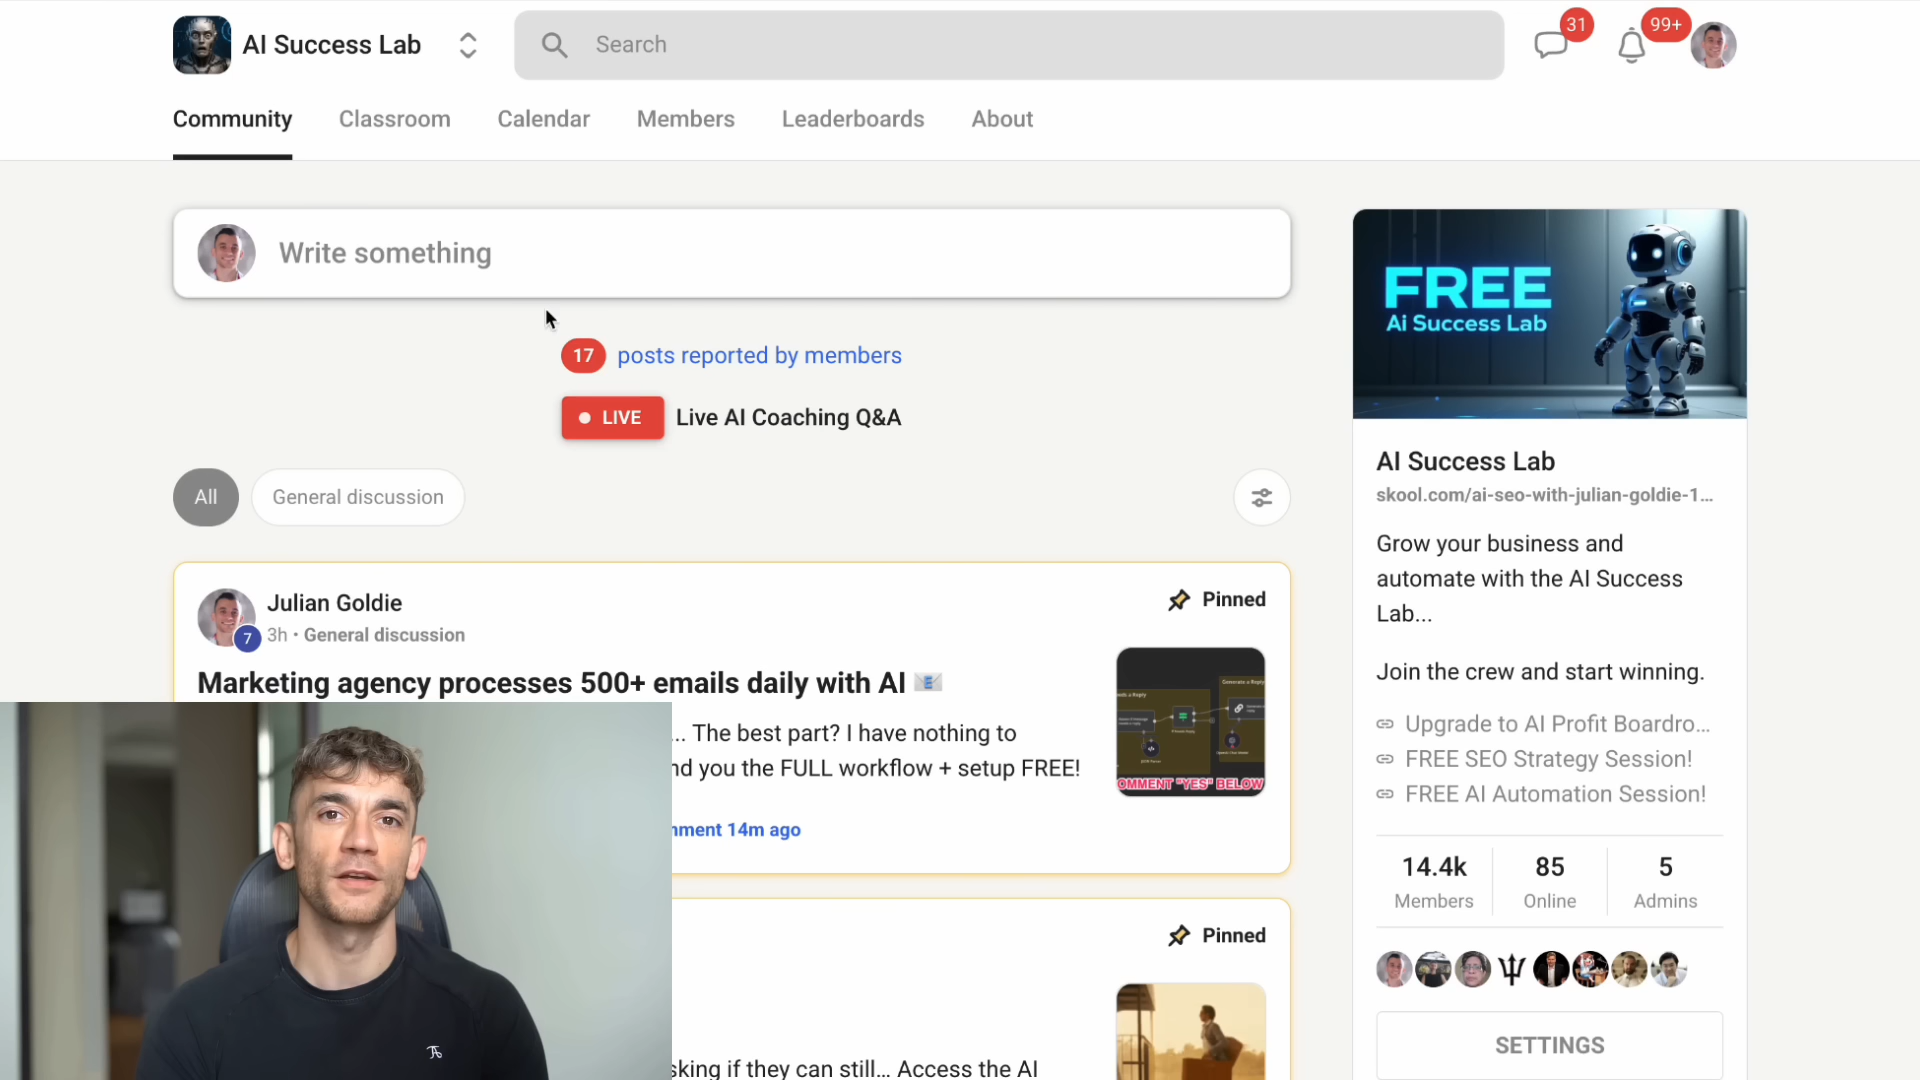 AI Success Lab
Search
31
99+
Community
Classroom
Calendar
Members
Leaderboards
About
Write something
17 posts reported by members
LIVE Live AI Coaching Q&A
All
General discussion
Julian Goldie
7
3h • General discussion
Pinned
Marketing agency processes 500+ emails daily with AI
... The best part? I have nothing to
nd you the FULL workflow + setup FREE!
Generate a Reply
OMMENT "YES" BELOW
nment 14m ago
Pinned
sking if they can still... Access the AI
FREE
Ai Success Lab
AI Success Lab
skool.com/ai-seo-with-julian-goldie-1...
Grow your business and
automate with the AI Success
Lab...
Join the crew and start winning.
Upgrade to AI Profit Boardro...
FREE SEO Strategy Session!
FREE AI Automation Session!
14.4k
Members
85
Online
5
Admins
SETTINGS